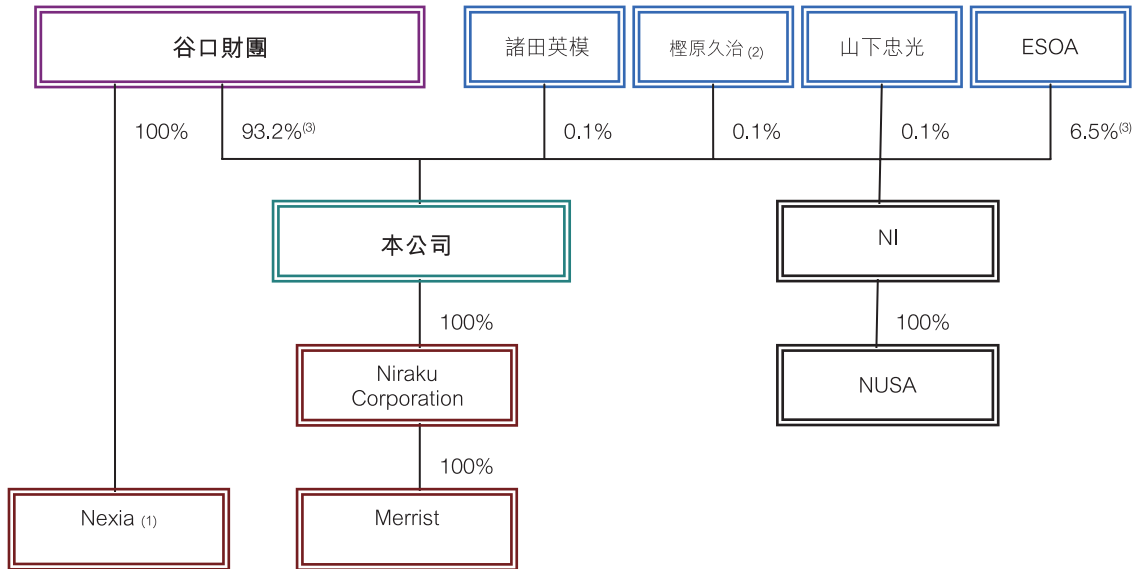 谷口財團
諸田英模
樫原久治 (2)
山下忠光
ESOA
100%
93.2%(3)
0.1%
0.1%
0.1%
6.5%(3)
本公司
NI
100%
100%
Niraku
Corporation
NUSA
100%
Nexia (1)
Merrist